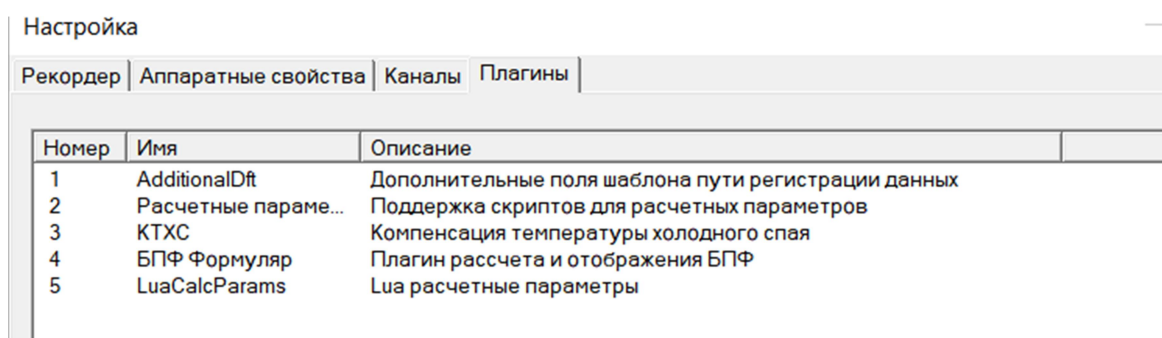 Настройка
Рекордер Аппаратные свойства Каналы Плагины
Номер Имя Описание
1 AdditionalDft Дополнительные поля шаблона пути регистрации данных
2 Расчетные параме... Поддержка скриптов для расчетных параметров
3 КТХС Компенсация температуры холодного спая
4 БПФ Формуляр Плагин рассчета и отображения БПФ
5 LuaCalcParams Lua расчетные параметры